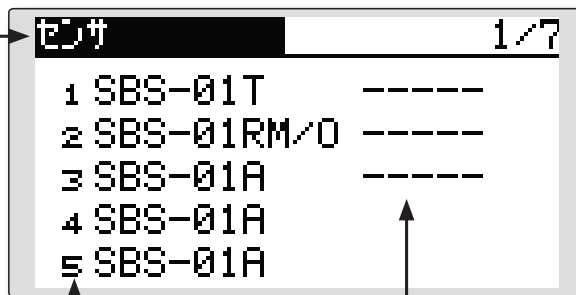 センサ 1/7
1 SBS-01T -----
2 SBS-01RM/O -----
3 SBS-01A -----
4 SBS-01A
5 SBS-01A